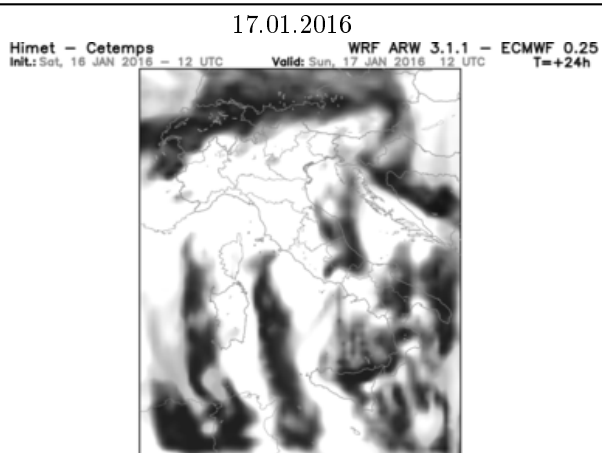 17.01.2016
Himet – Cetemps WRF ARW 3.1.1 – ECMWF 0.25
Init.: Sat, 16 JAN 2016 – 12 UTC Valid: Sun, 17 JAN 2016 12 UTC T=+24h